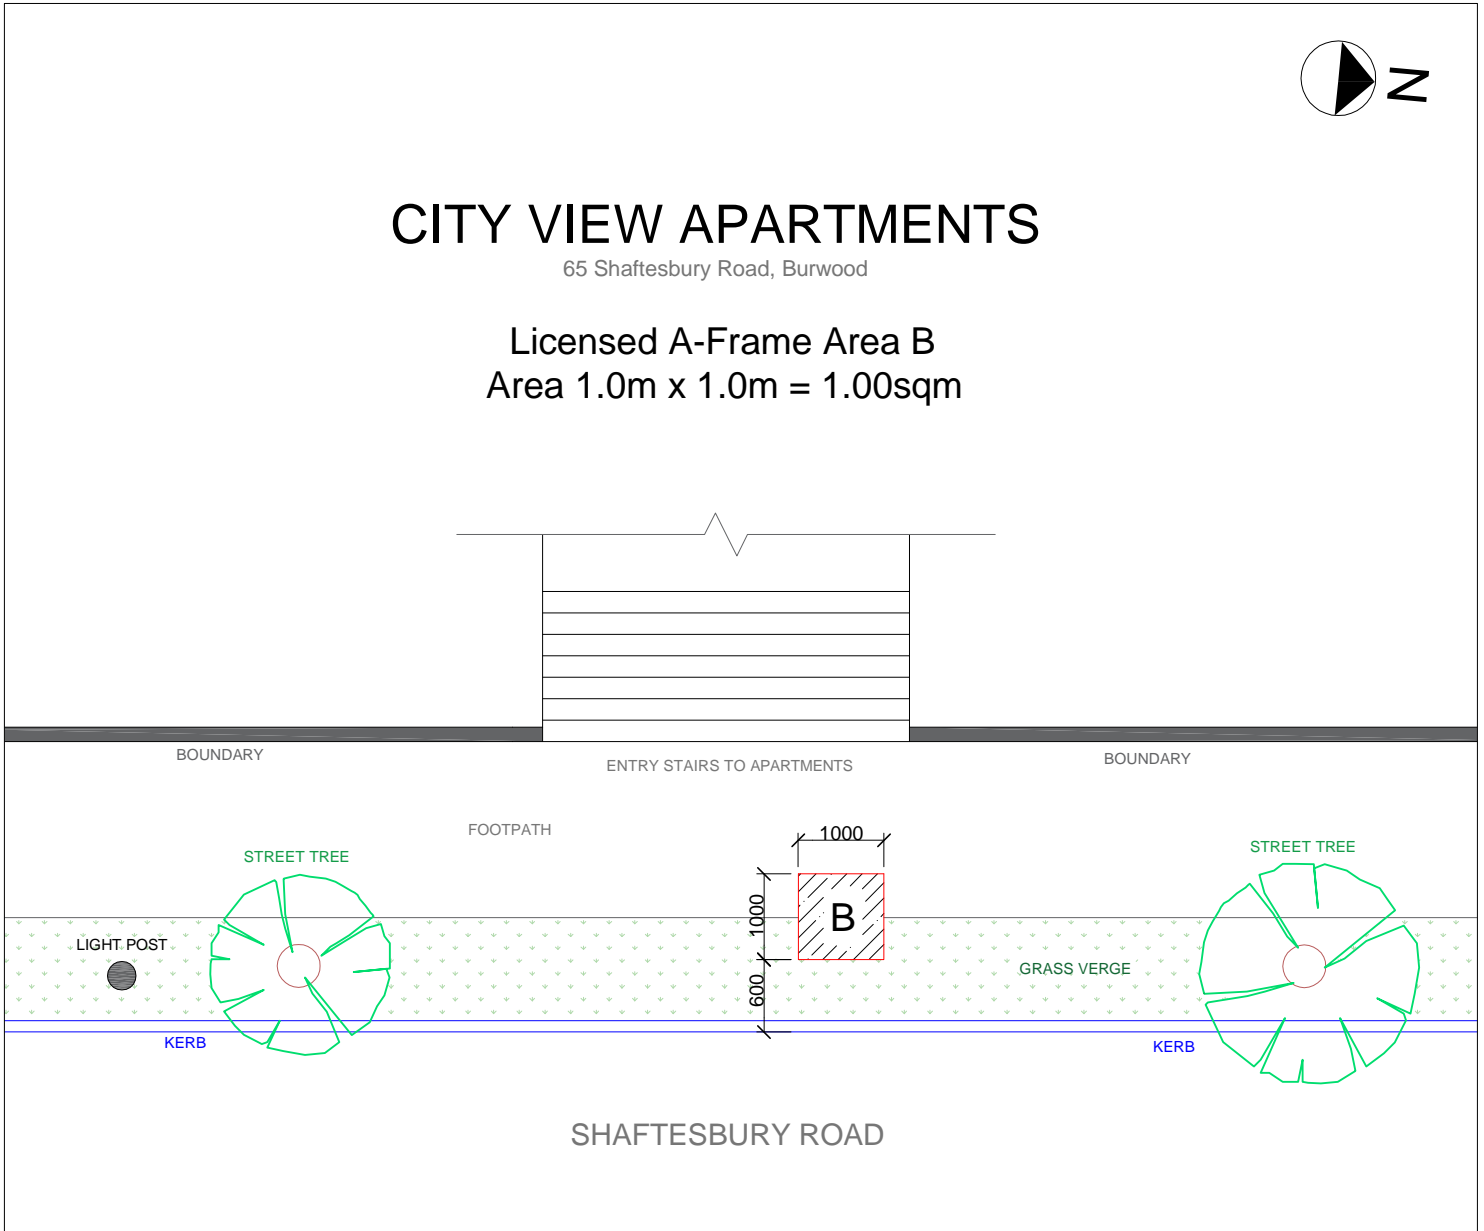 N
CITY VIEW APARTMENTS
65 Shaftesbury Road, Burwood
Licensed A-Frame Area B
Area 1.0m x 1.0m = 1.00sqm
BOUNDARY
ENTRY STAIRS TO APARTMENTS
BOUNDARY
FOOTPATH
1000
STREET TREE
STREET TREE
1000
B
LIGHT POST
GRASS VERGE
600
KERB
KERB
SHAFTESBURY ROAD